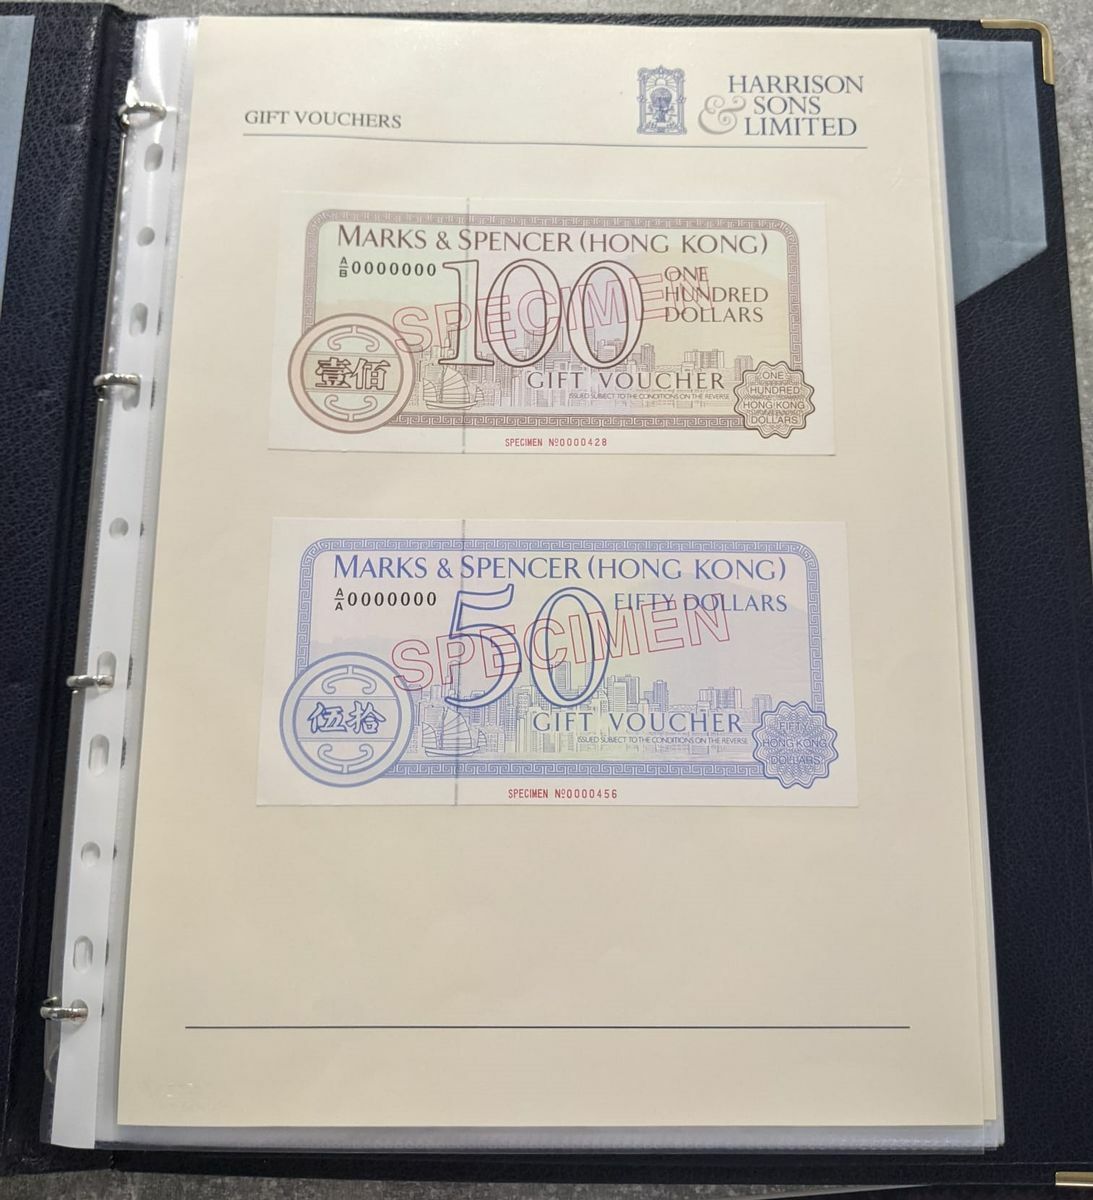 GIFT VOUCHERS
HARRISON
& SONS
LIMITED
MARKS & SPENCER (HONG KONG)
A/B 0000000
100
ONE
HUNDRED
DOLLARS
SPECIMEN
壹佰
GIFT VOUCHER
ISSUED SUBJECT TO THE CONDITIONS ON THE REVERSE
ONE
HUNDRED
HONG KONG
DOLLARS
SPECIMEN Nº0000428
MARKS & SPENCER (HONG KONG)
A/A 0000000
50
FIFTY DOLLARS
SPECIMEN
伍拾
GIFT VOUCHER
ISSUED SUBJECT TO THE CONDITIONS ON THE REVERSE
FIFTY
HONG KONG
DOLLARS
SPECIMEN Nº0000456